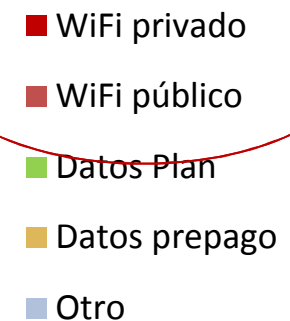 WiFi privado
WiFi público
Datos Plan
Datos prepago
Otro